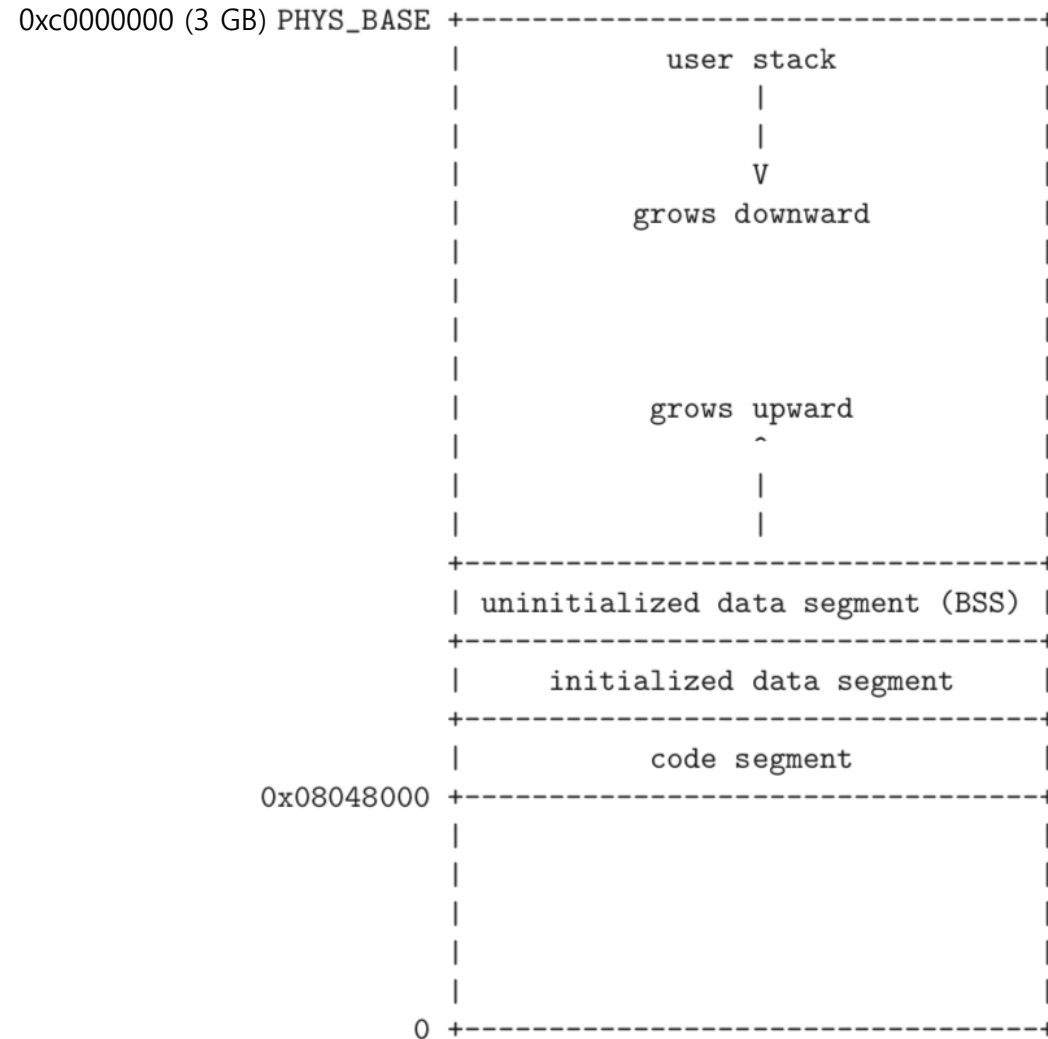 0xc0000000 (3 GB) PHYS_BASE +----------------------------------+
| user stack |
| | |
| | |
| V |
| grows downward |
| |
| |
| |
| |
| grows upward |
| ^ |
| | |
| | |
+----------------------------------+
| uninitialized data segment (BSS) |
+----------------------------------+
| initialized data segment |
+----------------------------------+
| code segment |
0x08048000 +----------------------------------+
| |
| |
| |
| |
| |
0 +----------------------------------+